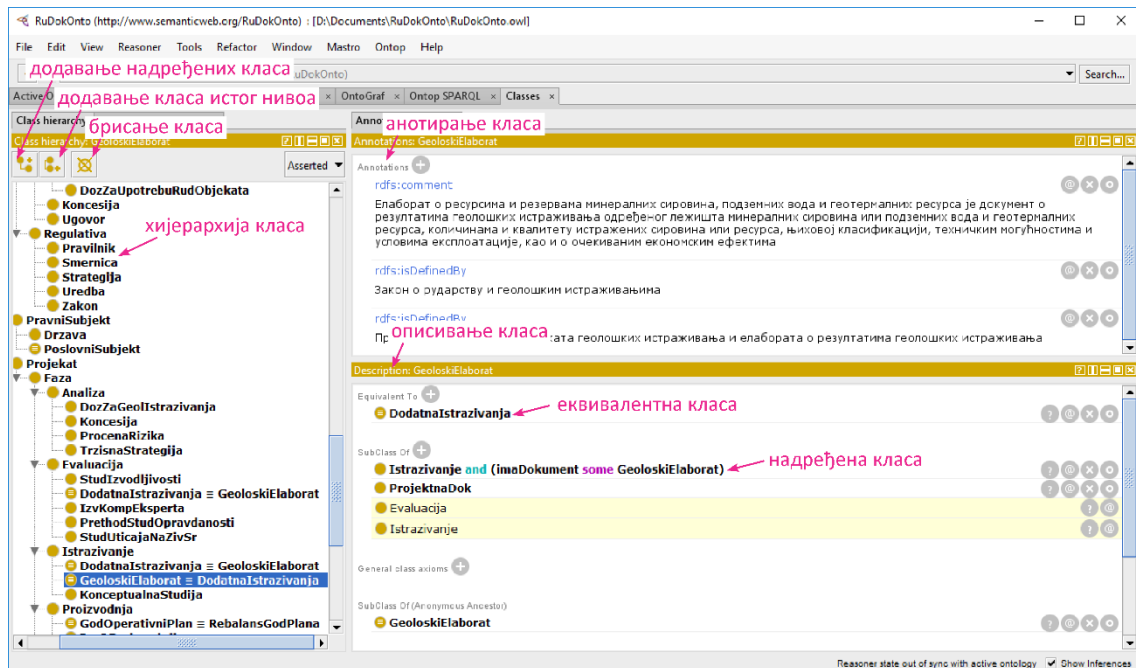 RuDokOnto (http://www.semanticweb.org/RuDokOnto) : [D:\Documents\RuDokOnto\RuDokOnto.owl]
File Edit View Reasoner Tools Refactor Window Mastro Ontop Help
додавање надређених класа
uDokOnto)
Search...
Active O
додавање класа истог нивоа
× OntoGraf × Ontop SPARQL × Classes ×
Class hierarchy
брисање класа
Anno
анотирање класа
Class hierarchy: GeoloskiElaborat
Annotations: GeoloskiElaborat
Asserted
DozZaUpotrebuRudObjekata
Koncesija
Ugovor
Regulativa
хијерархија класа
Pravilnik
Smernica
Strategija
Uredba
Zakon
PravniSubjekt
Drzava
PoslovniSubjekt
Projekat
Faza
Analiza
DozZaGeolIstrazivanja
Koncesija
ProcenaRizika
TrzisnaStrategija
Evaluacija
StudIzvodljivosti
DodatnaIstrazivanja ≡ GeoloskiElaborat
IzvKompEksperta
PrethodStudOpravdanosti
StudUticajaNaZivSr
Istrazivanje
DodatnaIstrazivanja ≡ GeoloskiElaborat
GeoloskiElaborat ≡ DodatnaIstrazivanja
KonceptualnaStudija
Proizvodnja
GodOperativniPlan ≡ RebalansGodPlana
Annotations
rdfs:comment
Елаборат о ресурсима и резервама минералних сировина, подземних вода и геотермалних ресурса је документ о
резултатима геолошких истраживања одређеног лежишта минералних сировина или подземних вода и геотермалних
ресурса, количинама и квалитету истражених сировина или ресурса, њиховој класификацији, техничким могућностима и
условима експлоатације, као и о очекиваним економским ефектима
rdfs:isDefinedBy
Закон о рударству и геолошким истраживањима
rdfs:isDefinedBy
описивање класа
Пр
ката геолошких истраживања и елабората о резултатима геолошких истраживања
Description: GeoloskiElaborat
Equivalent To
DodatnaIstrazivanja
еквивалентна класа
SubClass Of
Istrazivanje and (imaDokument some GeoloskiElaborat)
надређена класа
ProjektnaDok
Evaluacija
Istrazivanje
General class axioms
SubClass Of (Anonymous Ancestor)
GeoloskiElaborat
Reasoner state out of sync with active ontology Show Inferences